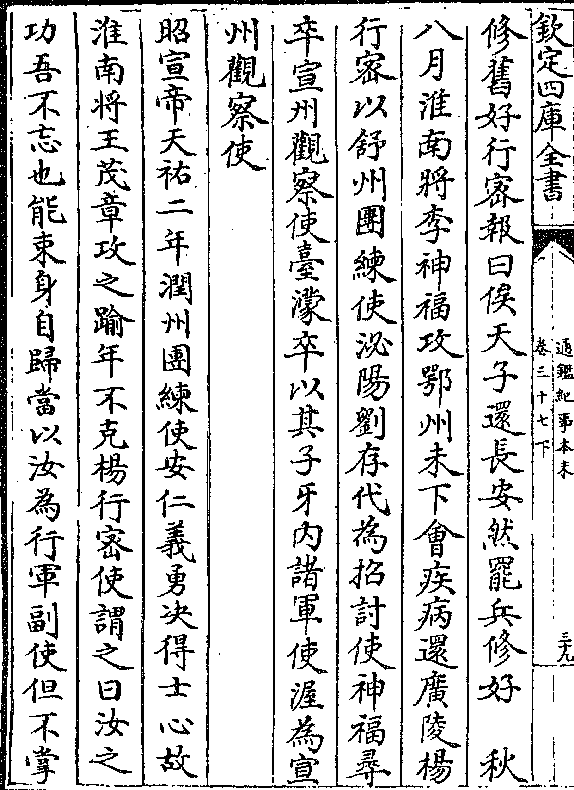 欽定四庫全書
通鑑紀事本末
卷三十七下
三九
修舊好行密報曰俟天子還長安然罷兵修好　秋
八月淮南將李神福攻鄂州未下會疾病還廣陵楊
行密以舒州團練使泌陽劉存代為招討使神福尋
卒宣州觀察使臺濛卒以其子牙內諸軍使渥為宣
州觀察使
昭宣帝天祐二年潤州團練使安仁義勇决得士心故
淮南將王茂章攻之踰年不克楊行密使謂之曰汝之
功吾不忘也能束身自歸當以汝為行軍副使但不掌